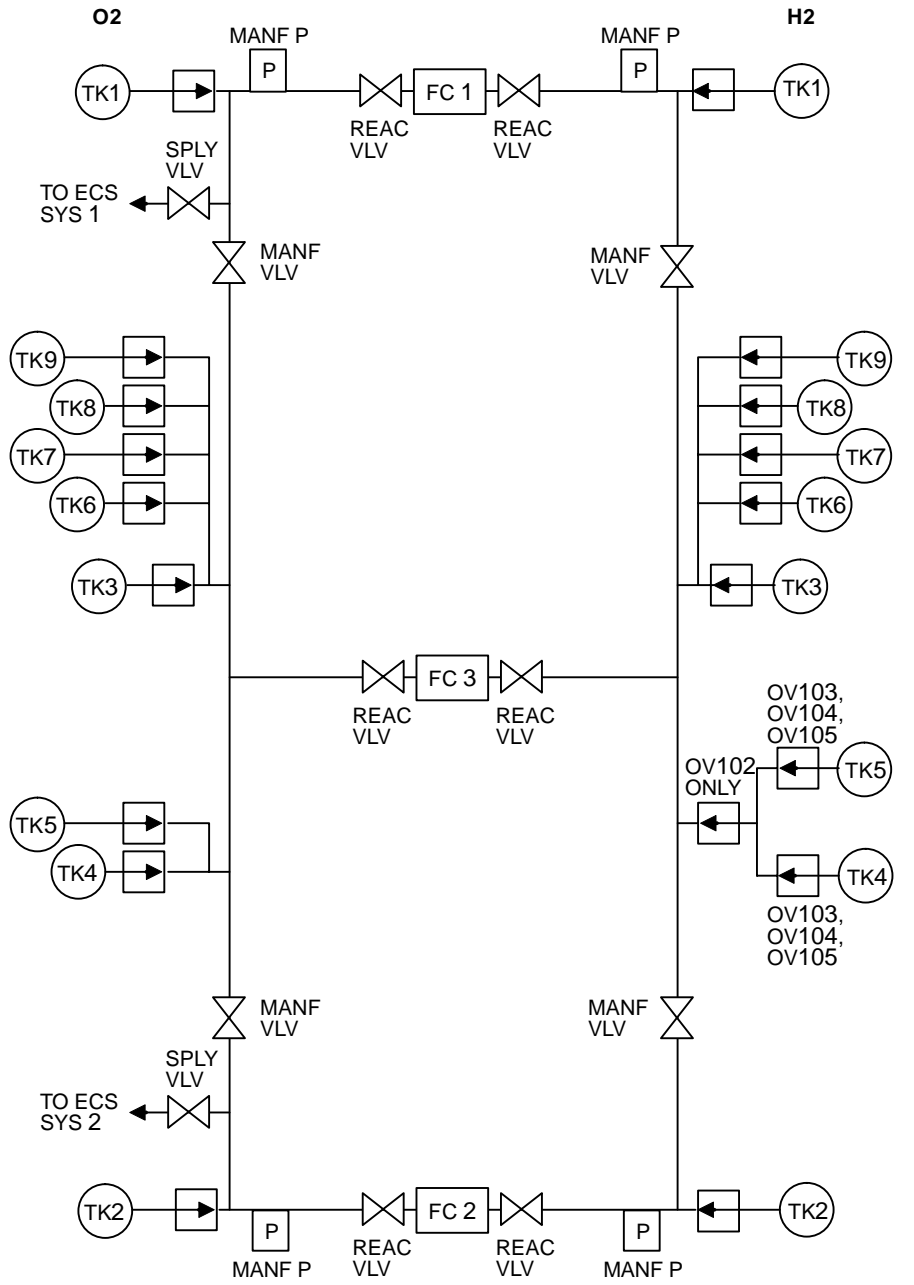 O2
H2
MANF P
MANF P
P
P
TK1
FC 1
TK1
REAC
VLV
REAC
VLV
SPLY
VLV
TO ECS
SYS 1
MANF
VLV
MANF
VLV
TK9
TK9
TK8
TK8
TK7
TK7
TK6
TK6
TK3
TK3
FC 3
REAC
VLV
REAC
VLV
OV103,
OV104,
OV105
OV102
ONLY
TK5
TK5
TK4
TK4
OV103,
OV104,
OV105
MANF
VLV
MANF
VLV
SPLY
VLV
TO ECS
SYS 2
TK2
FC 2
TK2
P
P
REAC
VLV
REAC
VLV
MANF P
MANF P